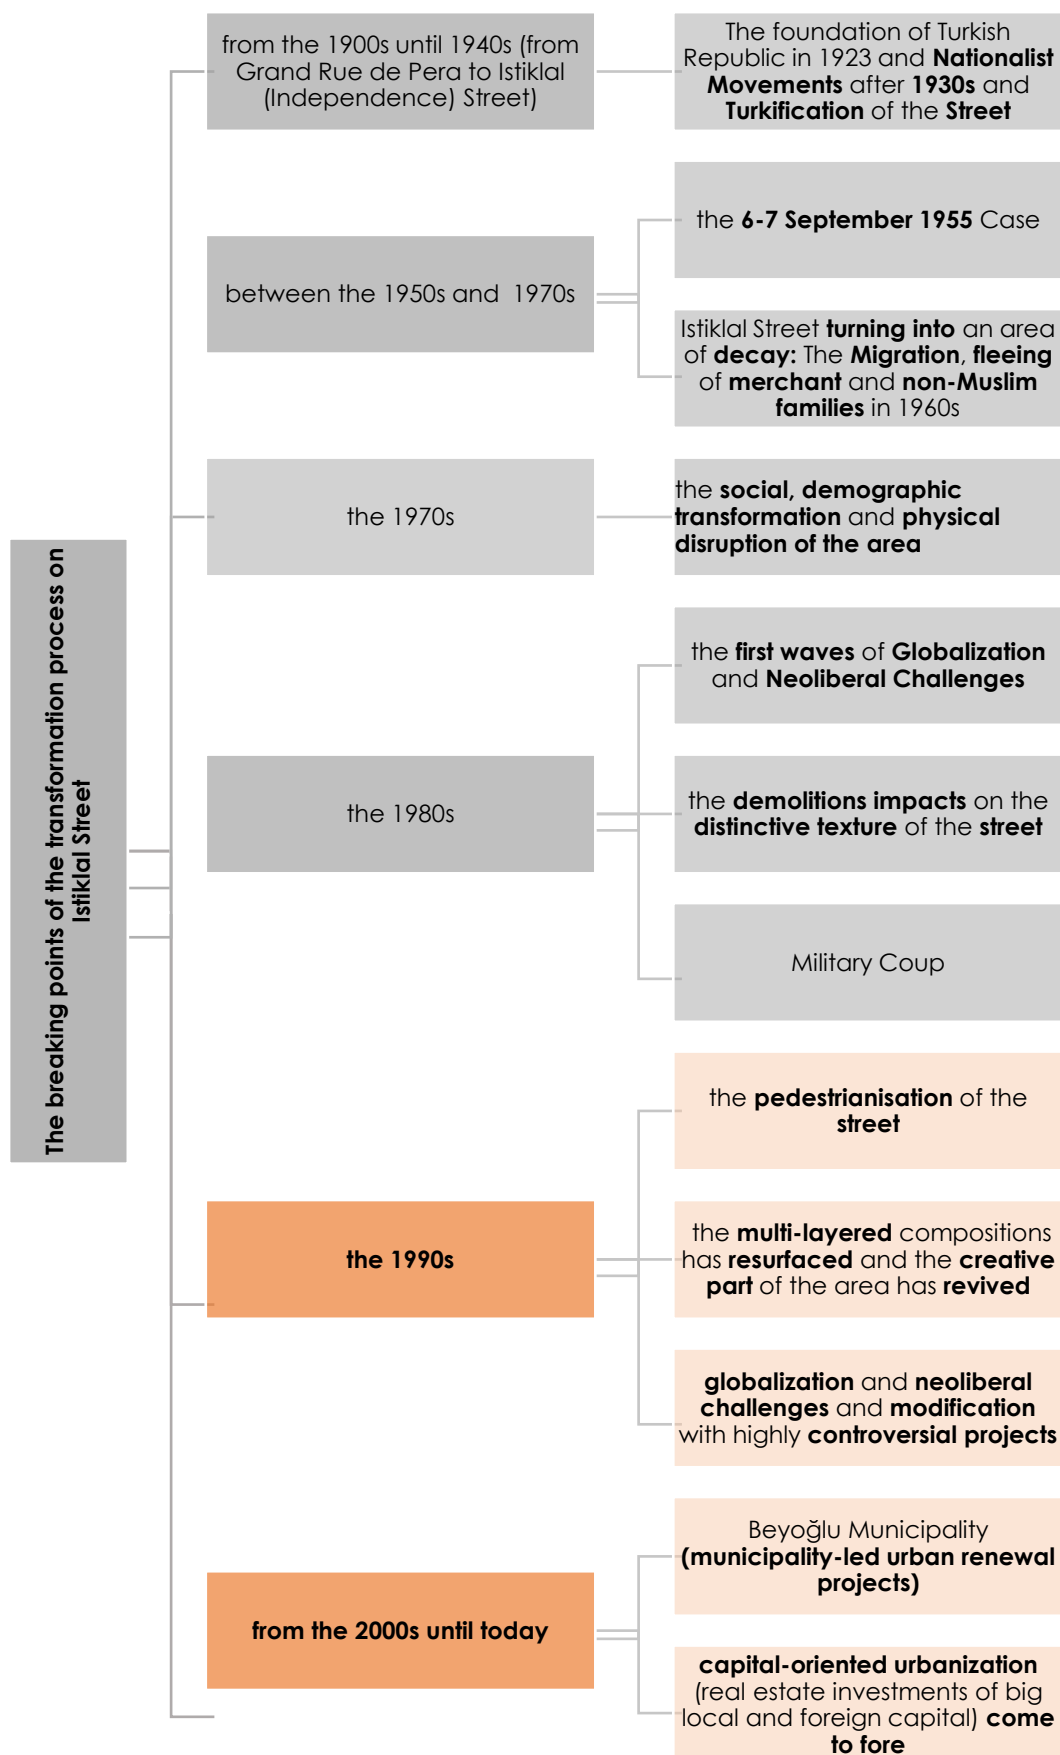 The breaking points of the transformation process on
Istiklal Street
from the 1900s until 1940s (from
Grand Rue de Pera to Istiklal
(Independence) Street)
The foundation of Turkish
Republic in 1923 and Nationalist
Movements after 1930s and
Turkification of the Street
between the 1950s and 1970s
the 6-7 September 1955 Case
Istiklal Street turning into an area
of decay: The Migration, fleeing
of merchant and non-Muslim
families in 1960s
the 1970s
the social, demographic
transformation and physical
disruption of the area
the 1980s
the first waves of Globalization
and Neoliberal Challenges
the demolitions impacts on the
distinctive texture of the street
Military Coup
the 1990s
the pedestrianisation of the
street
the multi-layered compositions
has resurfaced and the creative
part of the area has revived
globalization and neoliberal
challenges and modification
with highly controversial projects
from the 2000s until today
Beyoğlu Municipality
(municipality-led urban renewal
projects)
capital-oriented urbanization
(real estate investments of big
local and foreign capital) come
to fore